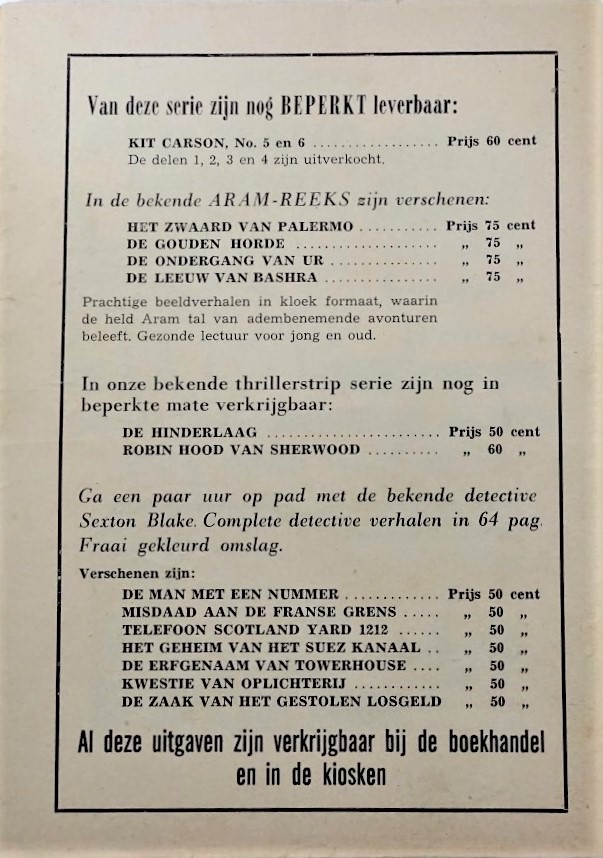 Van deze serie zijn nog BEPERKT leverbaar:
KIT CARSON, No. 5 en 6 .................. Prijs 60 cent
De delen 1, 2, 3 en 4 zijn uitverkocht.
In de bekende ARAM-REEKS zijn verschenen:
HET ZWAARD VAN PALERMO ........... Prijs 75 cent
DE GOUDEN HORDE .................... „ 75 „
DE ONDERGANG VAN UR ............... „ 75 „
DE LEEUW VAN BASHRA ................ „ 75 „
Prachtige beeldverhalen in kloek formaat, waarin
de held Aram tal van adembenemende avonturen
beleeft. Gezonde lectuur voor jong en oud.
In onze bekende thrillerstrip serie zijn nog in
beperkte mate verkrijgbaar:
DE HINDERLAAG ........................ Prijs 50 cent
ROBIN HOOD VAN SHERWOOD .......... „ 60 „
Ga een paar uur op pad met de bekende detective
Sexton Blake. Complete detective verhalen in 64 pag.
Fraai gekleurd omslag.
Verschenen zijn:
DE MAN MET EEN NUMMER ............. Prijs 50 cent
MISDAAD AAN DE FRANSE GRENS ..... „ 50 „
TELEFOON SCOTLAND YARD 1212 ...... „ 50 „
HET GEHEIM VAN HET SUEZ KANAAL .. „ 50 „
DE ERFGENAAM VAN TOWERHOUSE .... „ 50 „
KWESTIE VAN OPLICHTERIJ ............ „ 50 „
DE ZAAK VAN HET GESTOLEN LOSGELD „ 50 „
Al deze uitgaven zijn verkrijgbaar bij de boekhandel
en in de kiosken